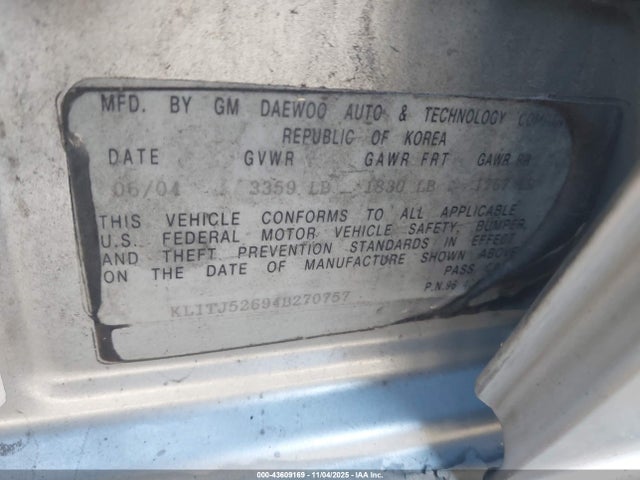 MFD. BY GM DAEWOO AUTO & TECHNOLOGY
REPUBLIC OF KOREA
DATE GVWR GAWR FRT GAWR RR
06/04 3359 LB 1830 LB 1767
THIS VEHICLE CONFORMS TO ALL APPLICABLE
U.S. FEDERAL MOTOR VEHICLE SAFETY, BUMPER,
AND THEFT PREVENTION STANDARDS IN EFFECT
ON THE DATE OF MANUFACTURE SHOWN ABOVE
PASS
P.N.96
KL1TJ52694B270757
000-43609169 - 11/04/2025 - IAA Inc.